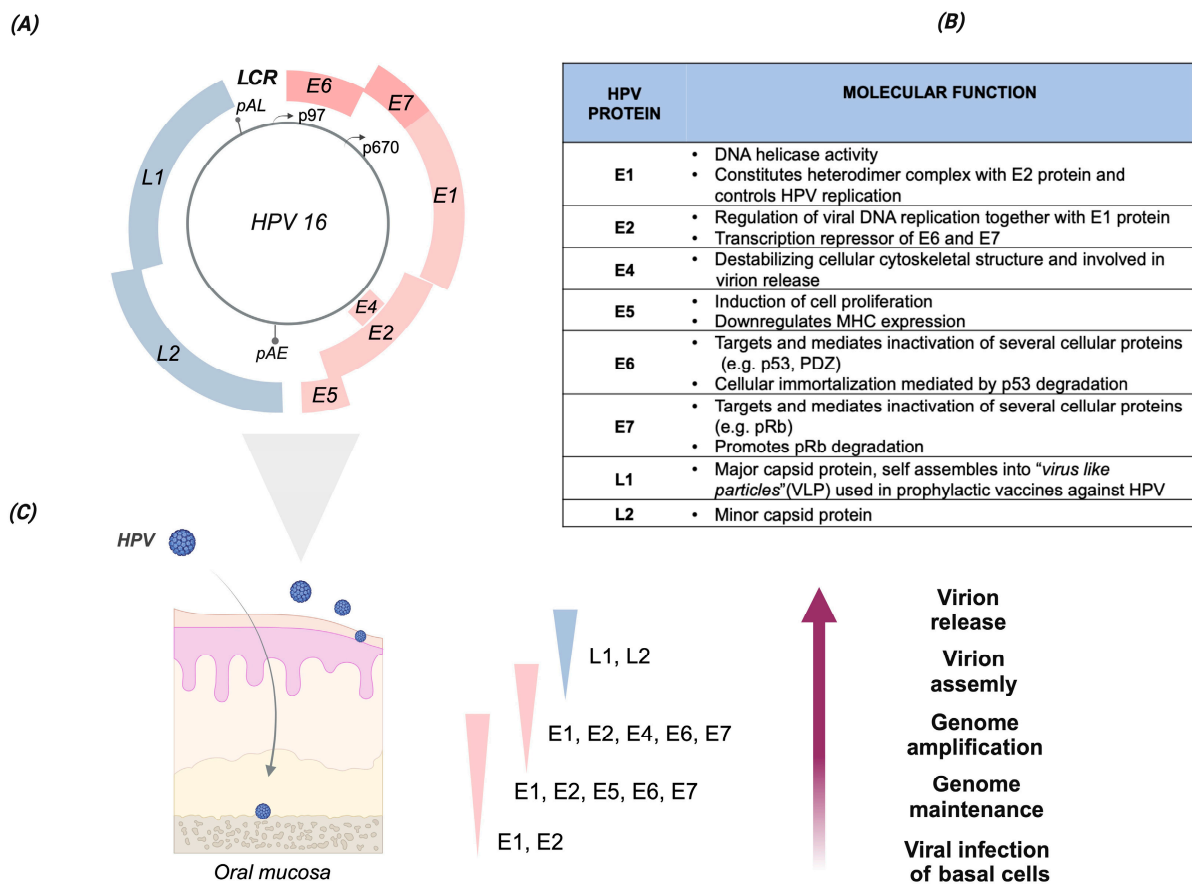 (A)
LCR
E6
E7
pAL
p97
p670
L1
E1
HPV 16
E4
E2
L2
pAE
E5
(B)
HPV
PROTEIN
MOLECULAR FUNCTION
E1
• DNA helicase activity
• Constitutes heterodimer complex with E2 protein and
controls HPV replication
E2
• Regulation of viral DNA replication together with E1 protein
• Transcription repressor of E6 and E7
E4
• Destabilizing cellular cytoskeletal structure and involved in
virion release
E5
• Induction of cell proliferation
• Downregulates MHC expression
E6
• Targets and mediates inactivation of several cellular proteins
(e.g. p53, PDZ)
• Cellular immortalization mediated by p53 degradation
E7
• Targets and mediates inactivation of several cellular proteins
(e.g. pRb)
• Promotes pRb degradation
L1
• Major capsid protein, self assembles into “virus like
particles”(VLP) used in prophylactic vaccines against HPV
L2
• Minor capsid protein
(C)
HPV
Oral mucosa
L1, L2
E1, E2, E4, E6, E7
E1, E2, E5, E6, E7
E1, E2
Virion
release
Virion
assemly
Genome
amplification
Genome
maintenance
Viral infection
of basal cells